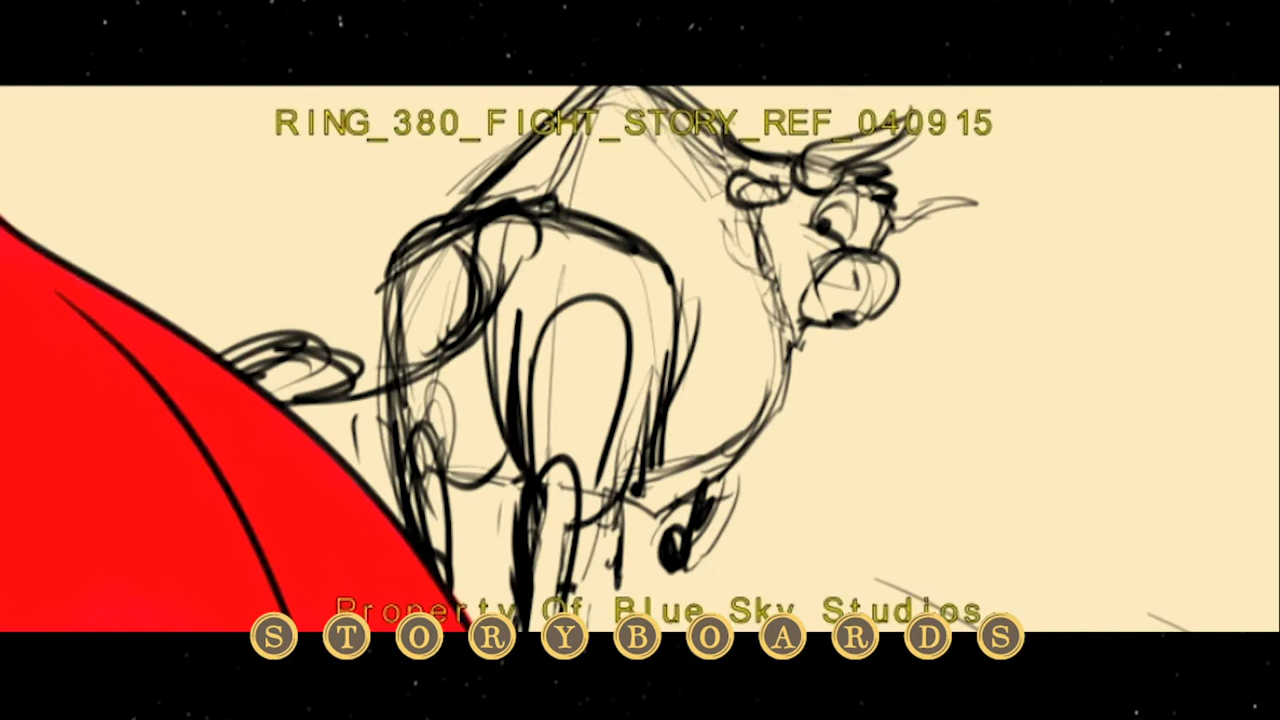 RING_380_FIGHT_STORY_REF_040915
Property Of Blue Sky Studios
STORYBOARDS